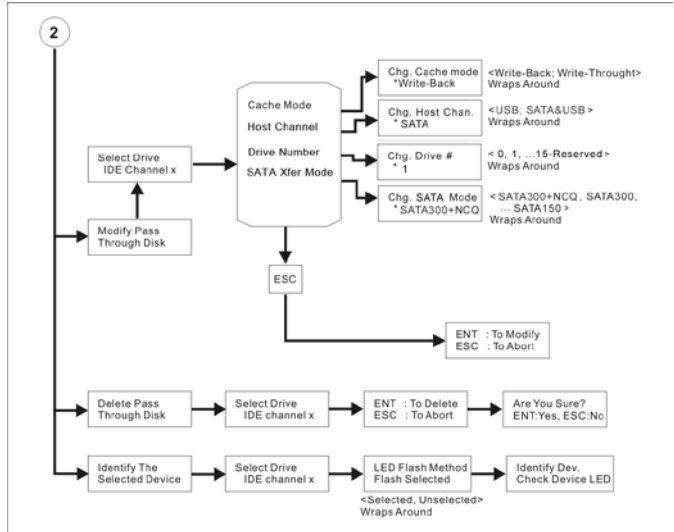 2
Chg. Cache mode
*Write-Back
<Write-Back; Write-Throught>
Wraps Around
Cache Mode
Host Channel
Drive Number
SATA Xfer Mode
Chg. Host Chan.
* SATA
<USB; SATA&USB>
Wraps Around
Select Drive
IDE Channel x
Chg. Drive #
* 1
< 0, 1, ...15-Reserved>
Wraps Around
Chg. SATA Mode
*SATA300+NCQ
<SATA300+NCQ, SATA300,
... SATA150>
Wraps Around
Modify Pass
Through Disk
ESC
ENT : To Modify
ESC : To Abort
Delete Pass
Through Disk
Select Drive
IDE channel x
ENT : To Delete
ESC : To Abort
Are You Sure?
ENT:Yes, ESC:No
Identify The
Selected Device
Select Drive
IDE channel x
LED Flash Method
Flash Selected
<Selected, Unselected>
Wraps Around
Identify Dev.
Check Device LED